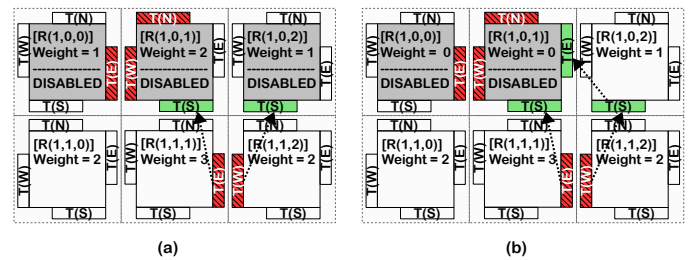 T(N) T(N) T(N)
T(W) [R(1,0,0)] Weight = 1 -------------- DISABLED T(E)
T(W) [R(1,0,1)] Weight = 2 -------------- DISABLED
T(W) [R(1,0,2)] Weight = 1 -------------- DISABLED T(E)
T(S) T(S) T(S)
T(N) T(N) T(N)
T(W) [R(1,1,0)] Weight = 2 T(E)
[R(1,1,1)] Weight = 3 T(E)
T(W) [R(1,1,2)] Weight = 2 T(E)
T(S) T(S) T(S)
(a)
T(N) T(N) T(N)
T(W) [R(1,0,0)] Weight = 0 -------------- DISABLED T(E)
T(W) [R(1,0,1)] Weight = 0 -------------- DISABLED T(E)
[R(1,0,2)] Weight = 1 T(E)
T(S) T(S) T(S)
T(N) T(N) T(N)
T(W) [R(1,1,0)] Weight = 2 T(E)
[R(1,1,1)] Weight = 3 T(E)
T(W) [R(1,1,2)] Weight = 2 T(E)
T(S) T(S) T(S)
(b)